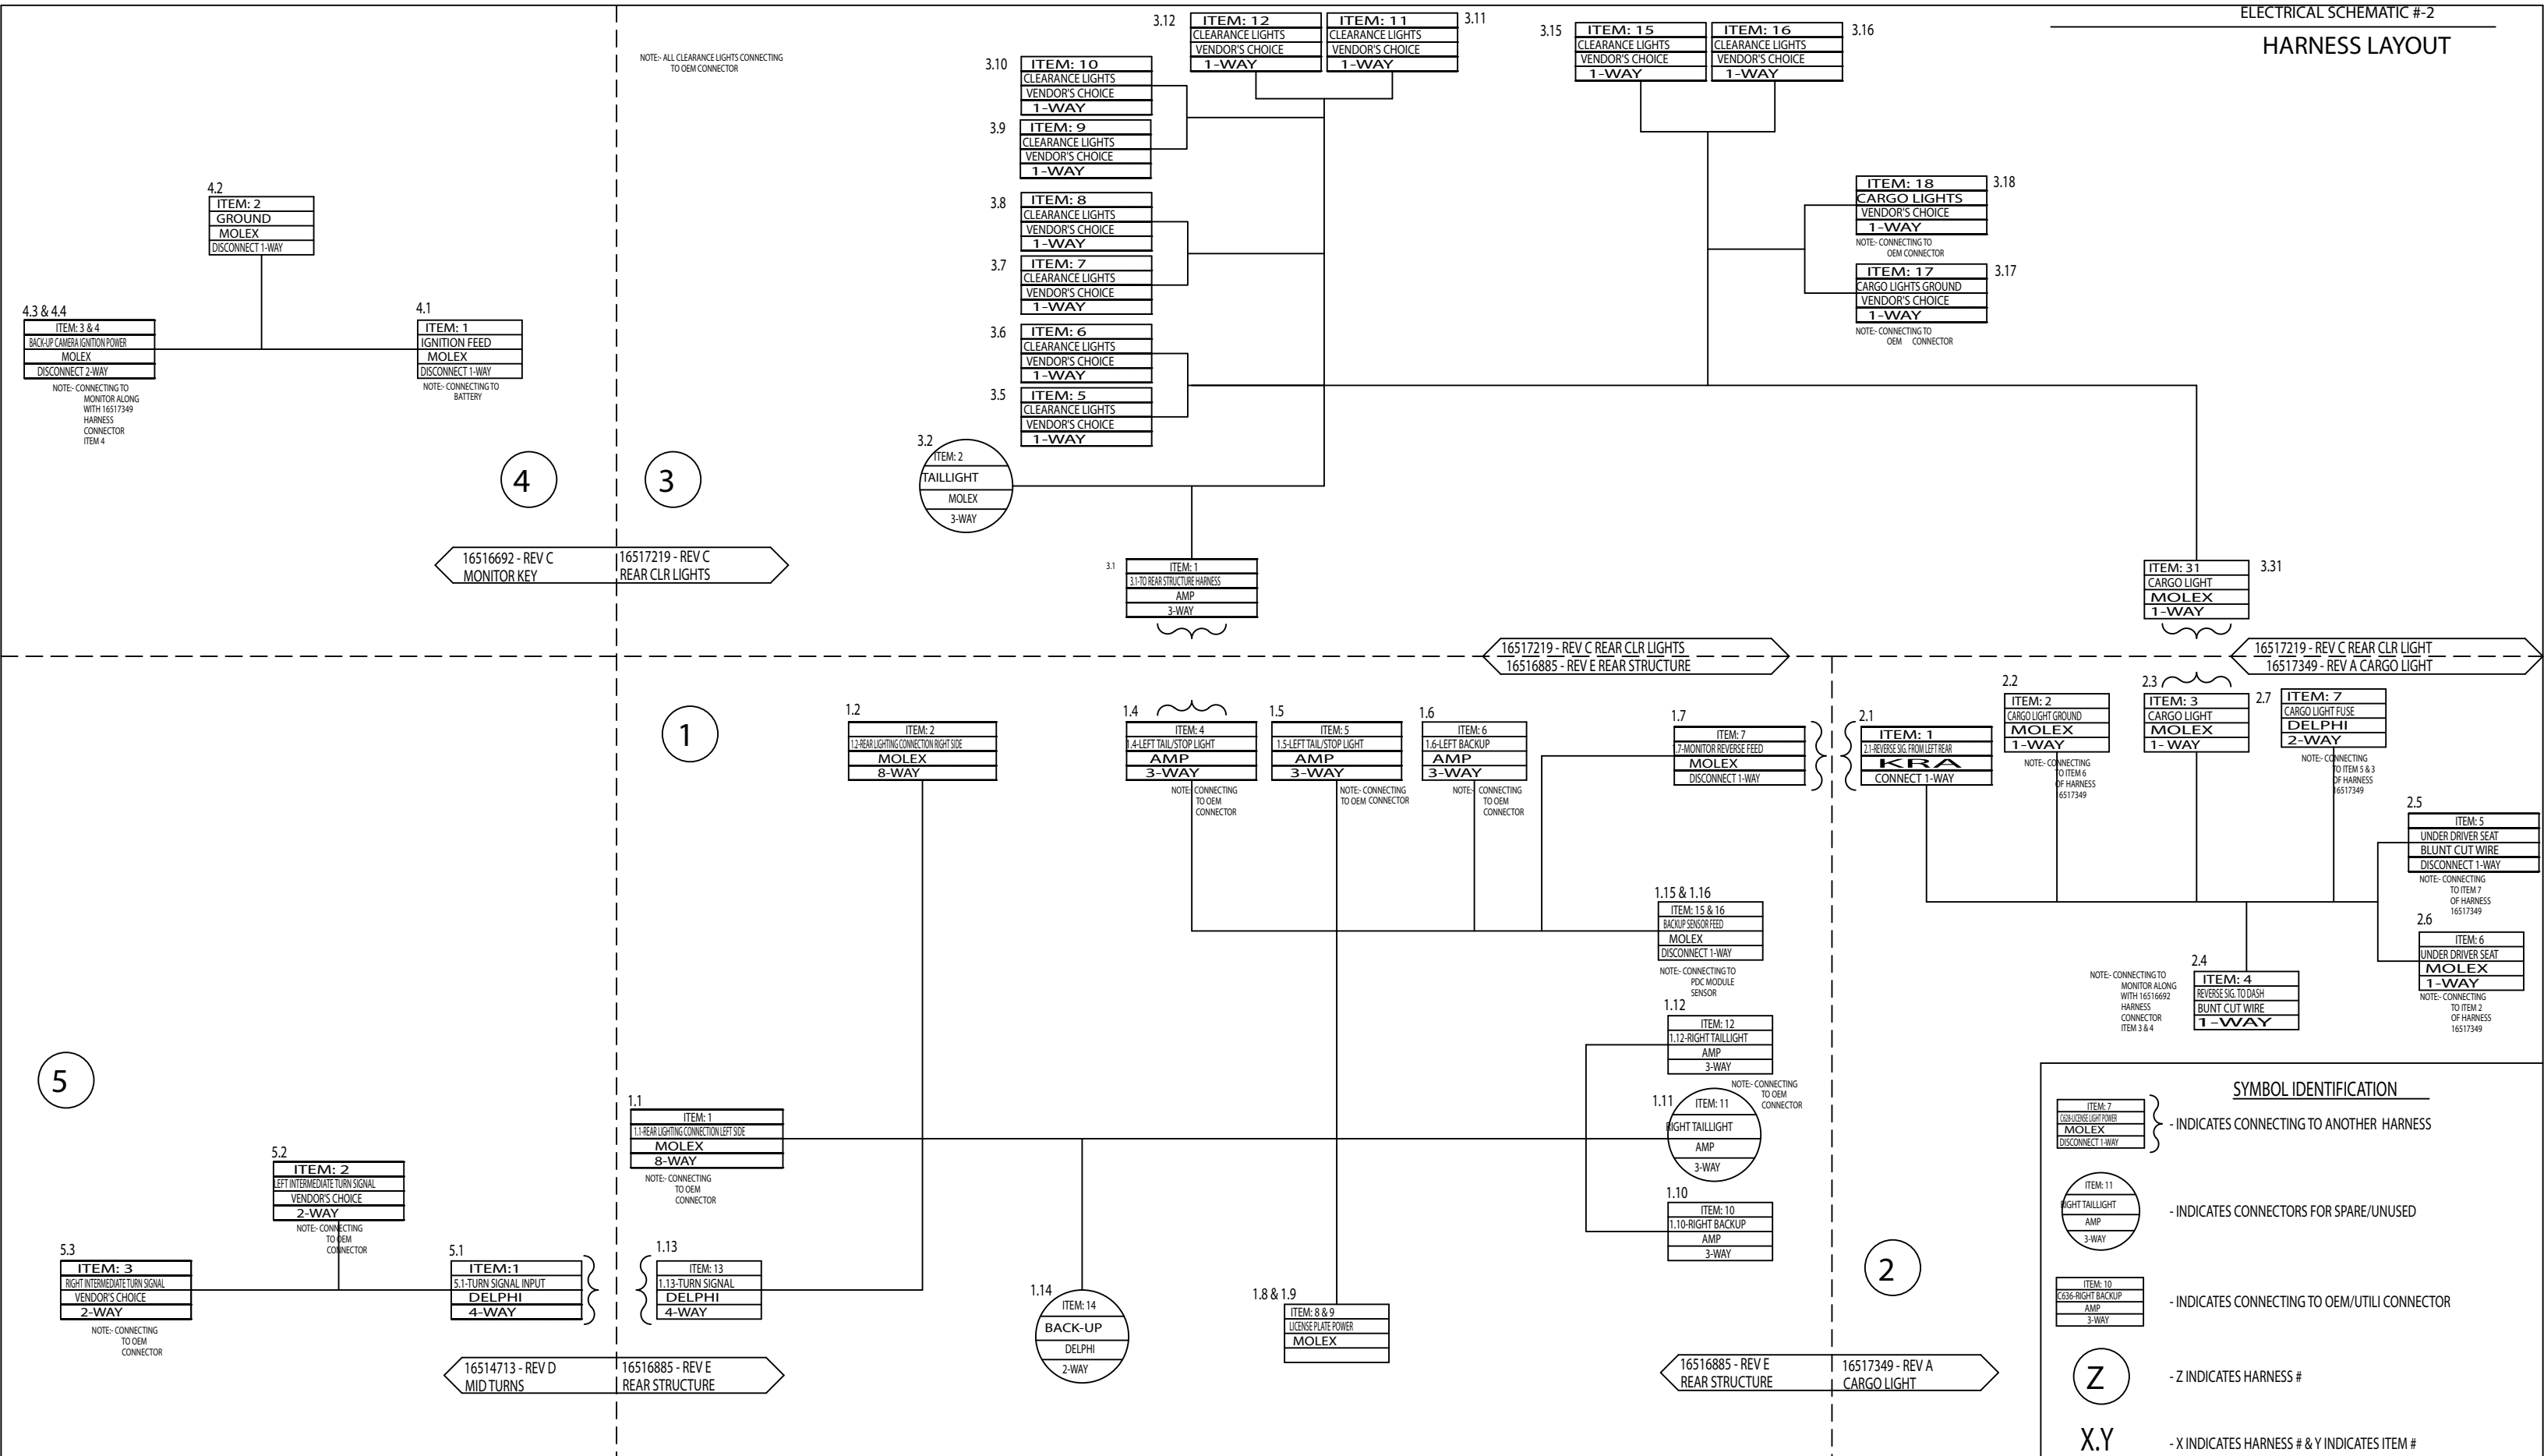 ELECTRICAL SCHEMATIC #-2
HARNESS LAYOUT
NOTE:- ALL CLEARANCE LIGHTS CONNECTING
TO OEM CONNECTOR
4.2
ITEM: 2
GROUND
MOLEX
DISCONNECT 1-WAY
4.3 & 4.4
ITEM: 3 & 4
BACK-UP CAMERA IGNITION POWER
MOLEX
DISCONNECT 2-WAY
NOTE:- CONNECTING TO
MONITOR ALONG
WITH 16517349
HARNESS
CONNECTOR
ITEM 4
4.1
ITEM: 1
IGNITION FEED
MOLEX
DISCONNECT 1-WAY
NOTE:- CONNECTING TO
BATTERY
4
16516692 - REV C
MONITOR KEY
3
16517219 - REV C
REAR CLR LIGHTS
3.12
ITEM: 12
CLEARANCE LIGHTS
VENDOR'S CHOICE
1-WAY
3.11
ITEM: 11
CLEARANCE LIGHTS
VENDOR'S CHOICE
1-WAY
3.10
ITEM: 10
CLEARANCE LIGHTS
VENDOR'S CHOICE
1-WAY
3.9
ITEM: 9
CLEARANCE LIGHTS
VENDOR'S CHOICE
1-WAY
3.8
ITEM: 8
CLEARANCE LIGHTS
VENDOR'S CHOICE
1-WAY
3.7
ITEM: 7
CLEARANCE LIGHTS
VENDOR'S CHOICE
1-WAY
3.6
ITEM: 6
CLEARANCE LIGHTS
VENDOR'S CHOICE
1-WAY
3.5
ITEM: 5
CLEARANCE LIGHTS
VENDOR'S CHOICE
1-WAY
3.2
ITEM: 2
TAILLIGHT
MOLEX
3-WAY
3.1
ITEM: 1
3.1-TO REAR STRUCTURE HARNESS
AMP
3-WAY
3.15
ITEM: 15
CLEARANCE LIGHTS
VENDOR'S CHOICE
1-WAY
3.16
ITEM: 16
CLEARANCE LIGHTS
VENDOR'S CHOICE
1-WAY
3.18
ITEM: 18
CARGO LIGHTS
VENDOR'S CHOICE
1-WAY
NOTE:- CONNECTING TO
OEM CONNECTOR
3.17
ITEM: 17
CARGO LIGHTS GROUND
VENDOR'S CHOICE
1-WAY
NOTE:- CONNECTING TO
OEM CONNECTOR
3.31
ITEM: 31
CARGO LIGHT
MOLEX
1-WAY
16517219 - REV C REAR CLR LIGHTS
16516885 - REV E REAR STRUCTURE
16517219 - REV C REAR CLR LIGHT
16517349 - REV A CARGO LIGHT
1
1.2
ITEM: 2
1.2-REAR LIGHTING CONNECTION RIGHT SIDE
MOLEX
8-WAY
1.4
ITEM: 4
1.4-LEFT TAIL/STOP LIGHT
AMP
3-WAY
NOTE:- CONNECTING
TO OEM
CONNECTOR
1.5
ITEM: 5
1.5-LEFT TAIL/STOP LIGHT
AMP
3-WAY
NOTE:- CONNECTING
TO OEM CONNECTOR
1.6
ITEM: 6
1.6-LEFT BACKUP
AMP
3-WAY
NOTE:- CONNECTING
TO OEM
CONNECTOR
1.7
ITEM: 7
1.7-MONITOR REVERSE FEED
MOLEX
DISCONNECT 1-WAY
2.1
ITEM: 1
2.1-REVERSE SIG. FROM LEFT REAR
KRA
CONNECT 1-WAY
2.2
ITEM: 2
CARGO LIGHT GROUND
MOLEX
1-WAY
NOTE:- CONNECTING
TO ITEM 6
OF HARNESS
16517349
2.3
ITEM: 3
CARGO LIGHT
MOLEX
1- WAY
2.7
ITEM: 7
CARGO LIGHT FUSE
DELPHI
2-WAY
NOTE:- CONNECTING
TO ITEM 5 & 3
OF HARNESS
16517349
2.5
ITEM: 5
UNDER DRIVER SEAT
BLUNT CUT WIRE
DISCONNECT 1-WAY
NOTE:- CONNECTING
TO ITEM 7
OF HARNESS
16517349
2.6
ITEM: 6
UNDER DRIVER SEAT
MOLEX
1-WAY
NOTE:- CONNECTING
TO ITEM 2
OF HARNESS
16517349
2.4
ITEM: 4
REVERSE SIG. TO DASH
BUNT CUT WIRE
1-WAY
NOTE:- CONNECTING TO
MONITOR ALONG
WITH 16516692
HARNESS
CONNECTOR
ITEM 3 & 4
1.15 & 1.16
ITEM: 15 & 16
BACKUP SENSOR FEED
MOLEX
DISCONNECT 1-WAY
NOTE:- CONNECTING TO
PDC MODULE
SENSOR
1.12
ITEM: 12
1.12-RIGHT TAILLIGHT
AMP
3-WAY
NOTE:- CONNECTING
TO OEM
CONNECTOR
1.11
ITEM: 11
RIGHT TAILLIGHT
AMP
3-WAY
1.10
ITEM: 10
1.10-RIGHT BACKUP
AMP
3-WAY
2
5
5.2
ITEM: 2
LEFT INTERMEDIATE TURN SIGNAL
VENDOR'S CHOICE
2-WAY
NOTE:- CONNECTING
TO OEM
CONNECTOR
5.3
ITEM: 3
RIGHT INTERMEDIATE TURN SIGNAL
VENDOR'S CHOICE
2-WAY
NOTE:- CONNECTING
TO OEM
CONNECTOR
5.1
ITEM:1
5.1-TURN SIGNAL INPUT
DELPHI
4-WAY
1.1
ITEM: 1
1.1-REAR LIGHTING CONNECTION LEFT SIDE
MOLEX
8-WAY
NOTE:- CONNECTING
TO OEM
CONNECTOR
1.13
ITEM: 13
1.13-TURN SIGNAL
DELPHI
4-WAY
1.14
ITEM: 14
BACK-UP
DELPHI
2-WAY
1.8 & 1.9
ITEM: 8 & 9
LICENSE PLATE POWER
MOLEX
16514713 - REV D
MID TURNS
16516885 - REV E
REAR STRUCTURE
16516885 - REV E
REAR STRUCTURE
16517349 - REV A
CARGO LIGHT
SYMBOL IDENTIFICATION
ITEM: 7
C628-LICENSE LIGHT POWER
MOLEX
DISCONNECT 1-WAY
- INDICATES CONNECTING TO ANOTHER HARNESS
ITEM: 11
RIGHT TAILLIGHT
AMP
3-WAY
- INDICATES CONNECTORS FOR SPARE/UNUSED
ITEM: 10
C636-RIGHT BACKUP
AMP
3-WAY
- INDICATES CONNECTING TO OEM/UTILI CONNECTOR
Z
- Z INDICATES HARNESS #
X.Y
- X INDICATES HARNESS # & Y INDICATES ITEM #